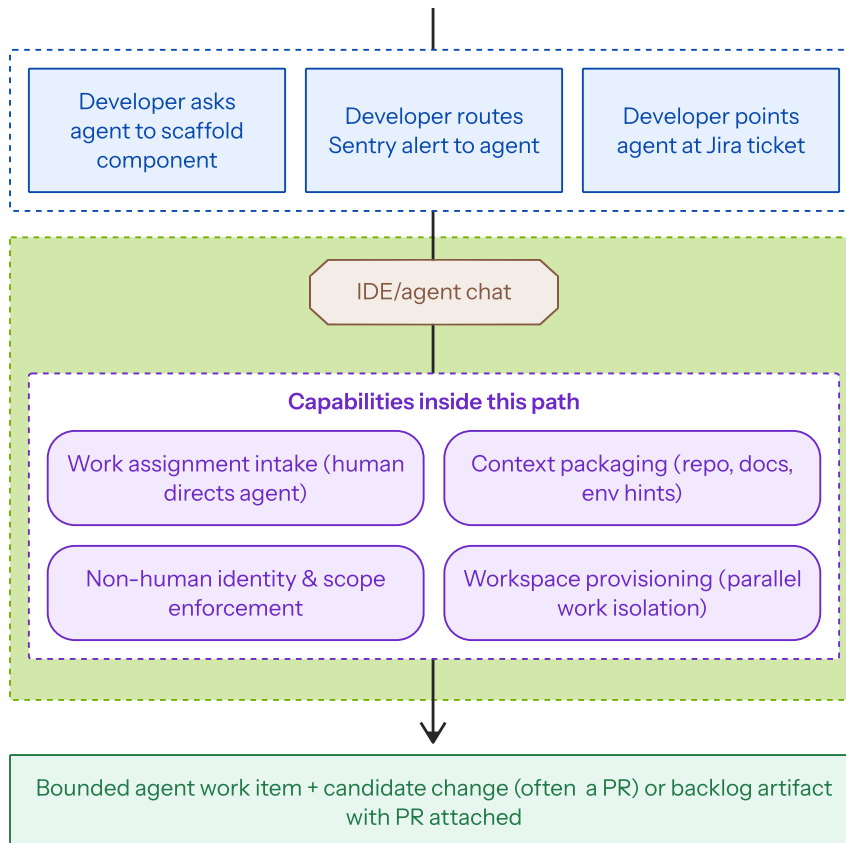 Developer asks
agent to scaffold
component
Developer routes
Sentry alert to agent
Developer points
agent at Jira ticket
IDE/agent chat
Capabilities inside this path
Work assignment intake (human
directs agent)
Context packaging (repo, docs,
env hints)
Non-human identity & scope
enforcement
Workspace provisioning (parallel
work isolation)
Bounded agent work item + candidate change (often  a PR) or backlog artifact
with PR attached